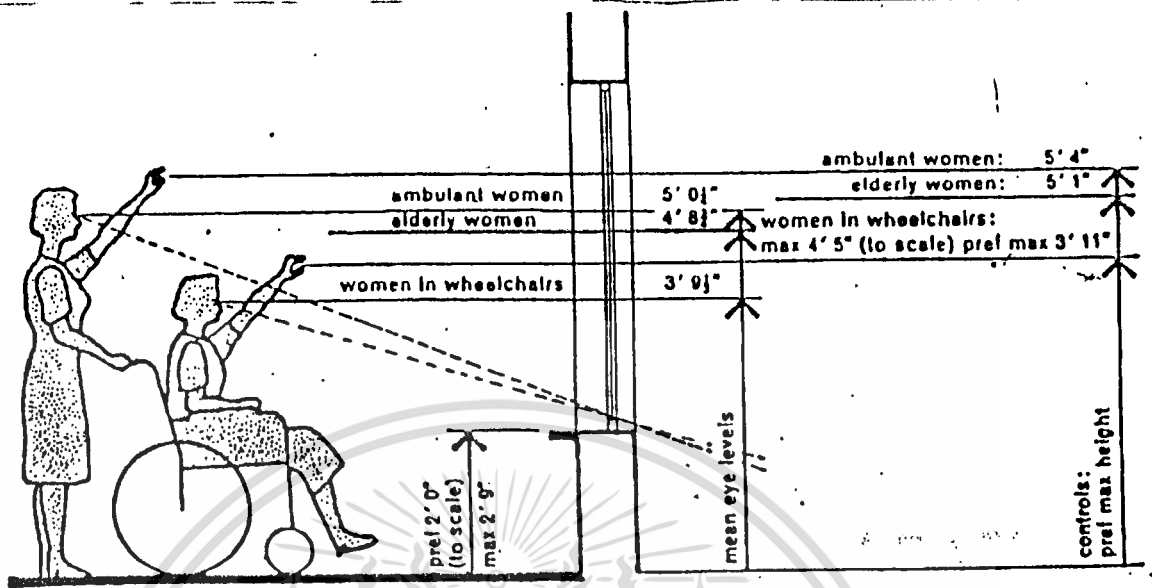 ambulant women: 5' 4"
elderly women: 5' 1"
ambulant women 5' 0½"
elderly women 4' 8¾"
women in wheelchairs:
max 4' 5" (to scale) pref max 3' 11"
women in wheelchairs 3' 9½"
pref 2' 0"
(to scale)
max 2' 9"
mean eye levels
controls:
pref max height